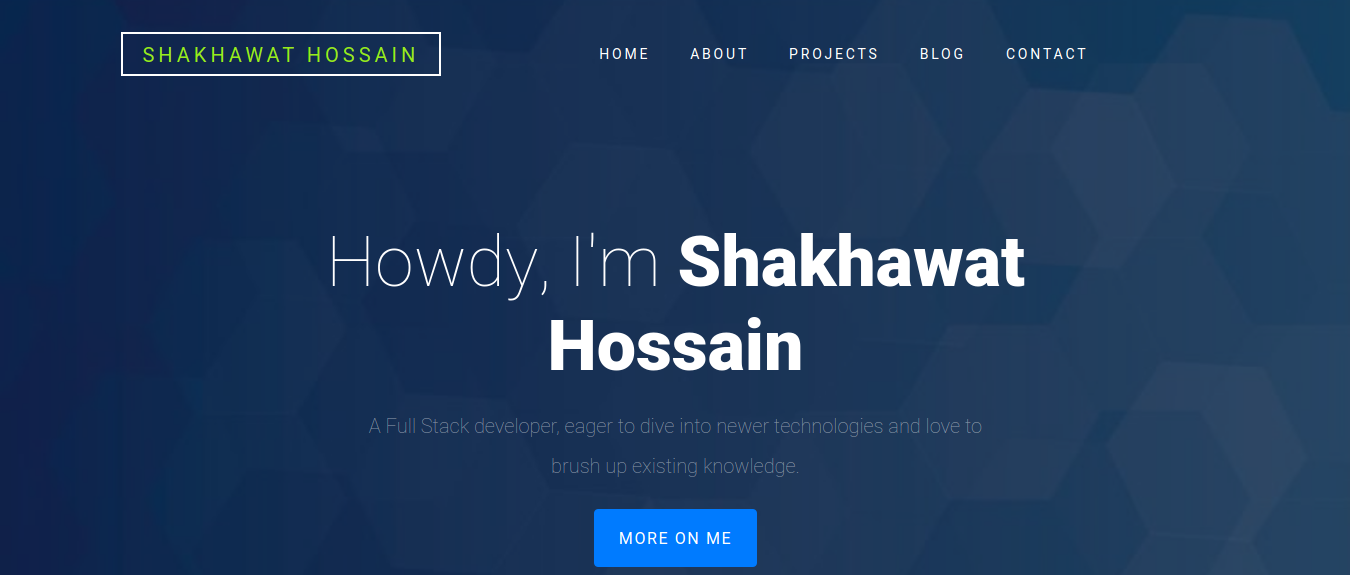 SHAKHAWAT HOSSAIN
HOME ABOUT PROJECTS BLOG CONTACT
Howdy, I'm Shakhawat
Hossain
A Full Stack developer, eager to dive into newer technologies and love to
brush up existing knowledge.
MORE ON ME